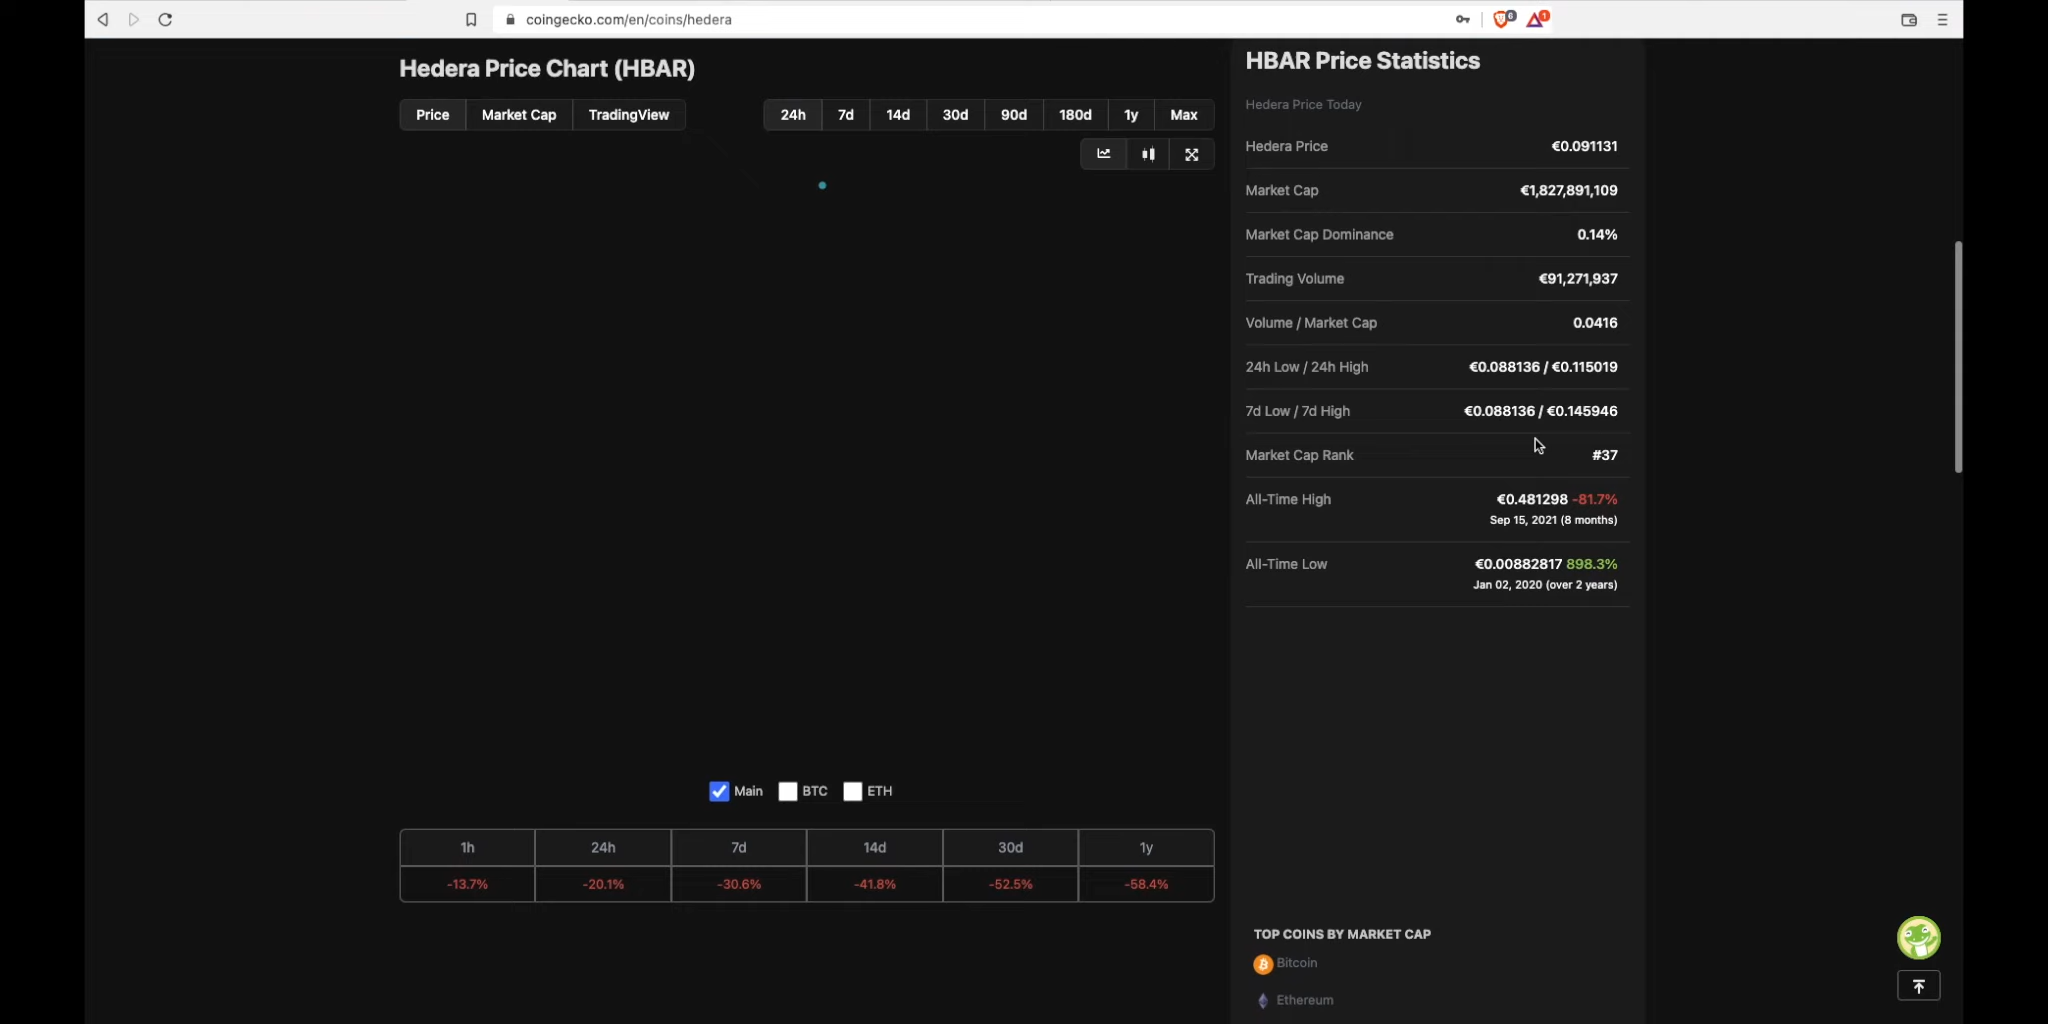 coingecko.com/en/coins/hedera
6
1
Hedera Price Chart (HBAR)
Price Market Cap TradingView
24h 7d 14d 30d 90d 180d 1y Max
Main BTC ETH
1h 24h 7d 14d 30d 1y
-13.7% -20.1% -30.6% -41.8% -52.5% -58.4%
HBAR Price Statistics
Hedera Price Today
Hedera Price €0.091131
Market Cap €1,827,891,109
Market Cap Dominance 0.14%
Trading Volume €91,271,937
Volume / Market Cap 0.0416
24h Low / 24h High €0.088136 / €0.115019
7d Low / 7d High €0.088136 / €0.145946
Market Cap Rank #37
All-Time High €0.481298 -81.7%
Sep 15, 2021 (8 months)
All-Time Low €0.00882817 898.3%
Jan 02, 2020 (over 2 years)
TOP COINS BY MARKET CAP
Bitcoin
Ethereum